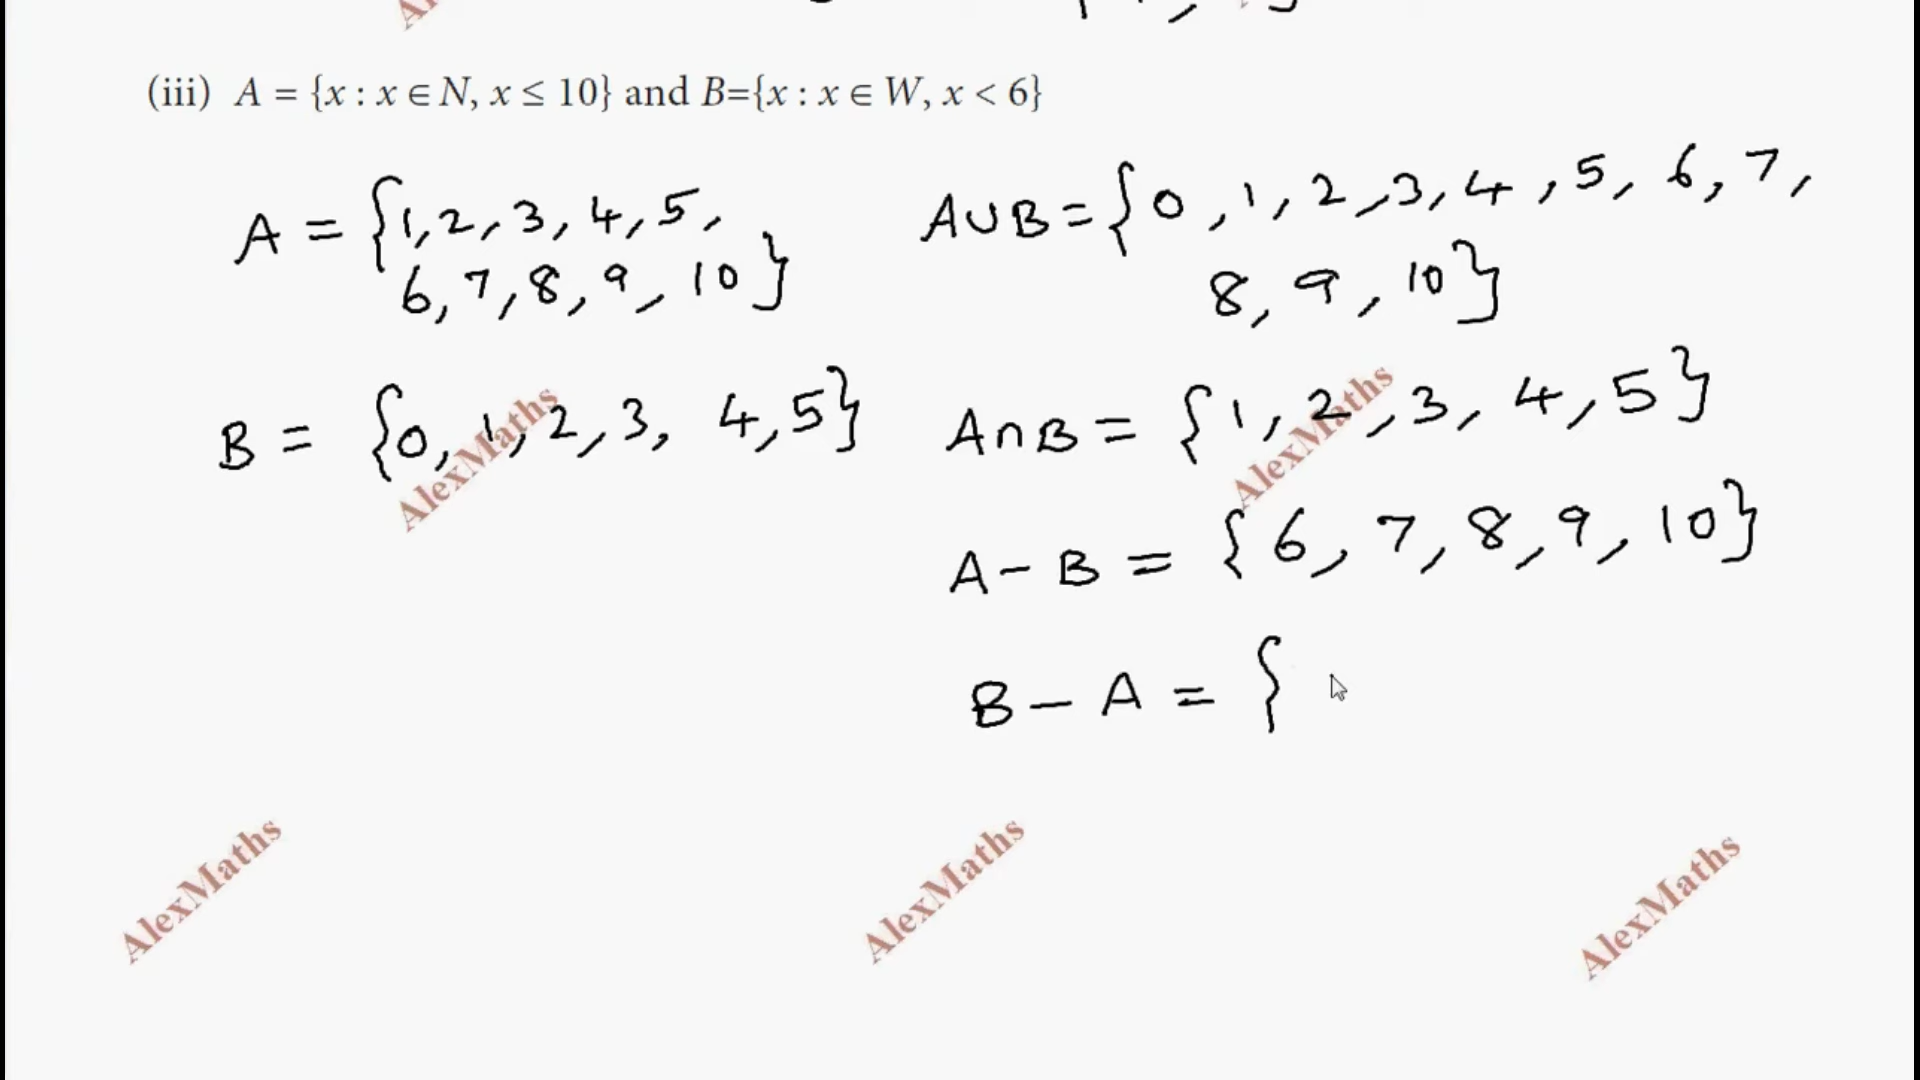 (iii) A = {x : x ∈ N, x ≤ 10} and B={x : x ∈ W, x < 6}
A = {1, 2, 3, 4, 5,
6, 7, 8, 9, 10}
B = {0, 1, 2, 3, 4, 5}
A∪B = {0, 1, 2, 3, 4, 5, 6, 7,
8, 9, 10}
A∩B = {1, 2, 3, 4, 5}
A - B = {6, 7, 8, 9, 10}
B - A = {
AlexMaths
AlexMaths
AlexMaths
AlexMaths
AlexMaths